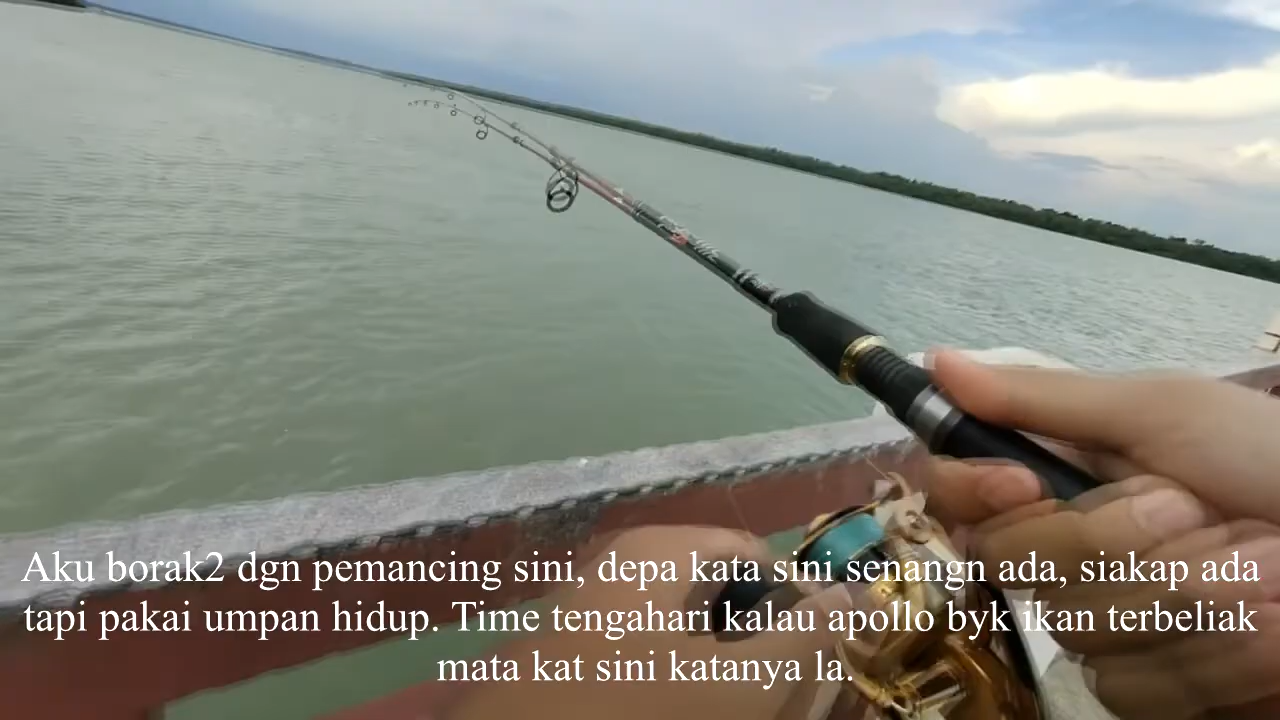 Aku borak2 dgn pemancing sini, depa kata sini senangn ada, siakap ada
tapi pakai umpan hidup. Time tengahari kalau apollo byk ikan terbeliak
mata kat sini katanya la.